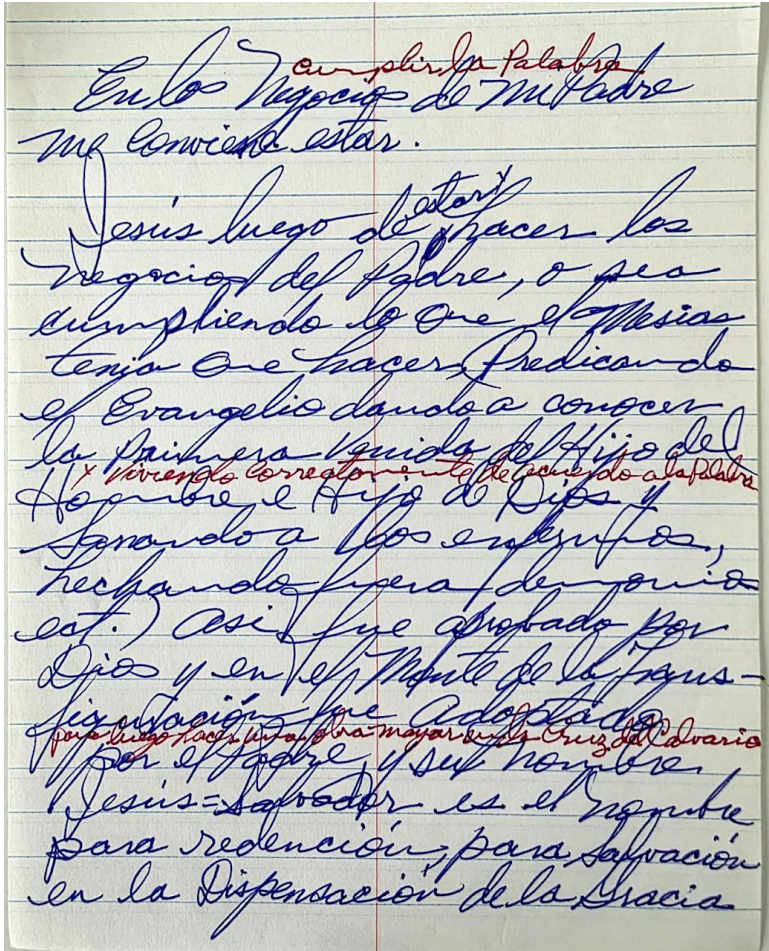 cumplir la Palabra
En los Negocios de Mi Padre
me conviene estar.
estar y
Jesús luego de hacer los
negocios del Padre, o sea
cumpliendo lo que el Mesias
tenia que hacer, Predicando
el Evangelio dando a conocer
la Primera Venida del Hijo del
y viviendo correctamente de acuerdo a la Palabra
Hombre e Hijo de Dios y
sanando a los enfermos,
hechando fuera demonios
ect.) Asi fue aprobado por
Dios y en el Monte de la Trans-
figuración fue Adoptado
para luego hacer una obra mayor en la Cruz del Calvario
por el Padre, y su nombre
Jesús = Salvador es el nombre
para redención, para Salvación
en la Dispensación de la Gracia